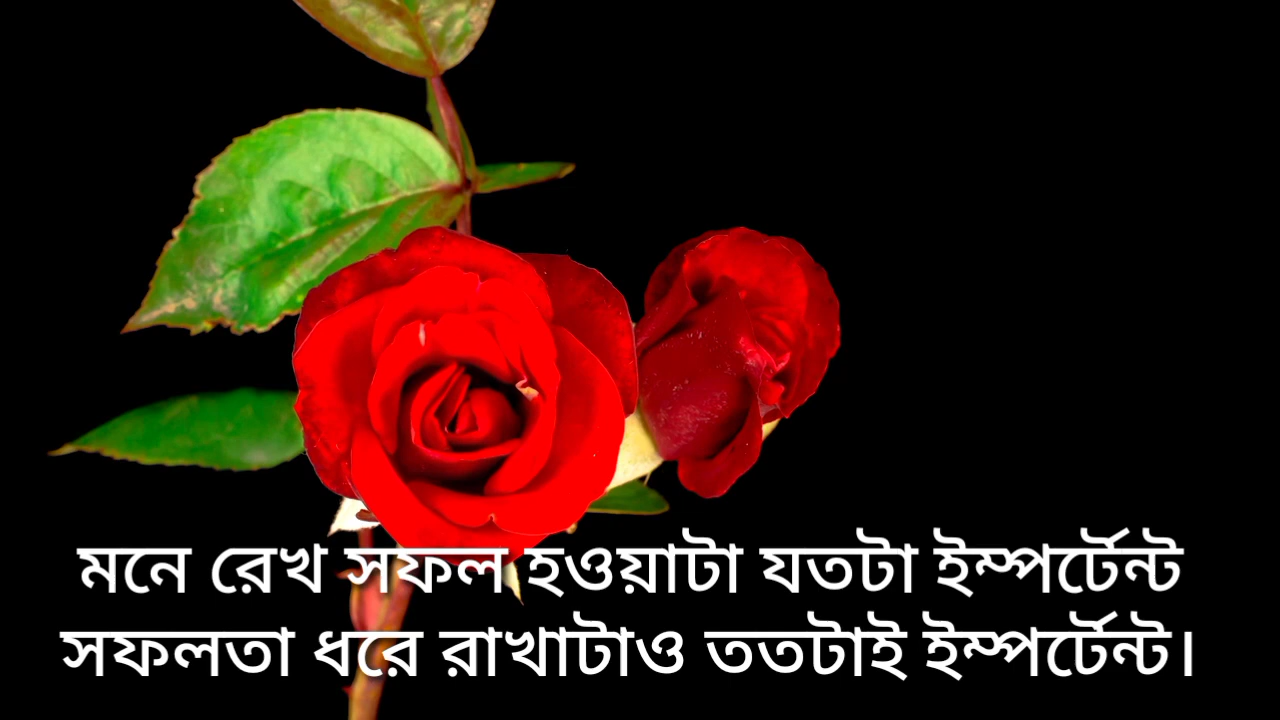 মনে রেখ সফল হওয়াটা যতটা ইম্পর্টেন্ট
সফলতা ধরে রাখাটাও ততটাই ইম্পর্টেন্ট।